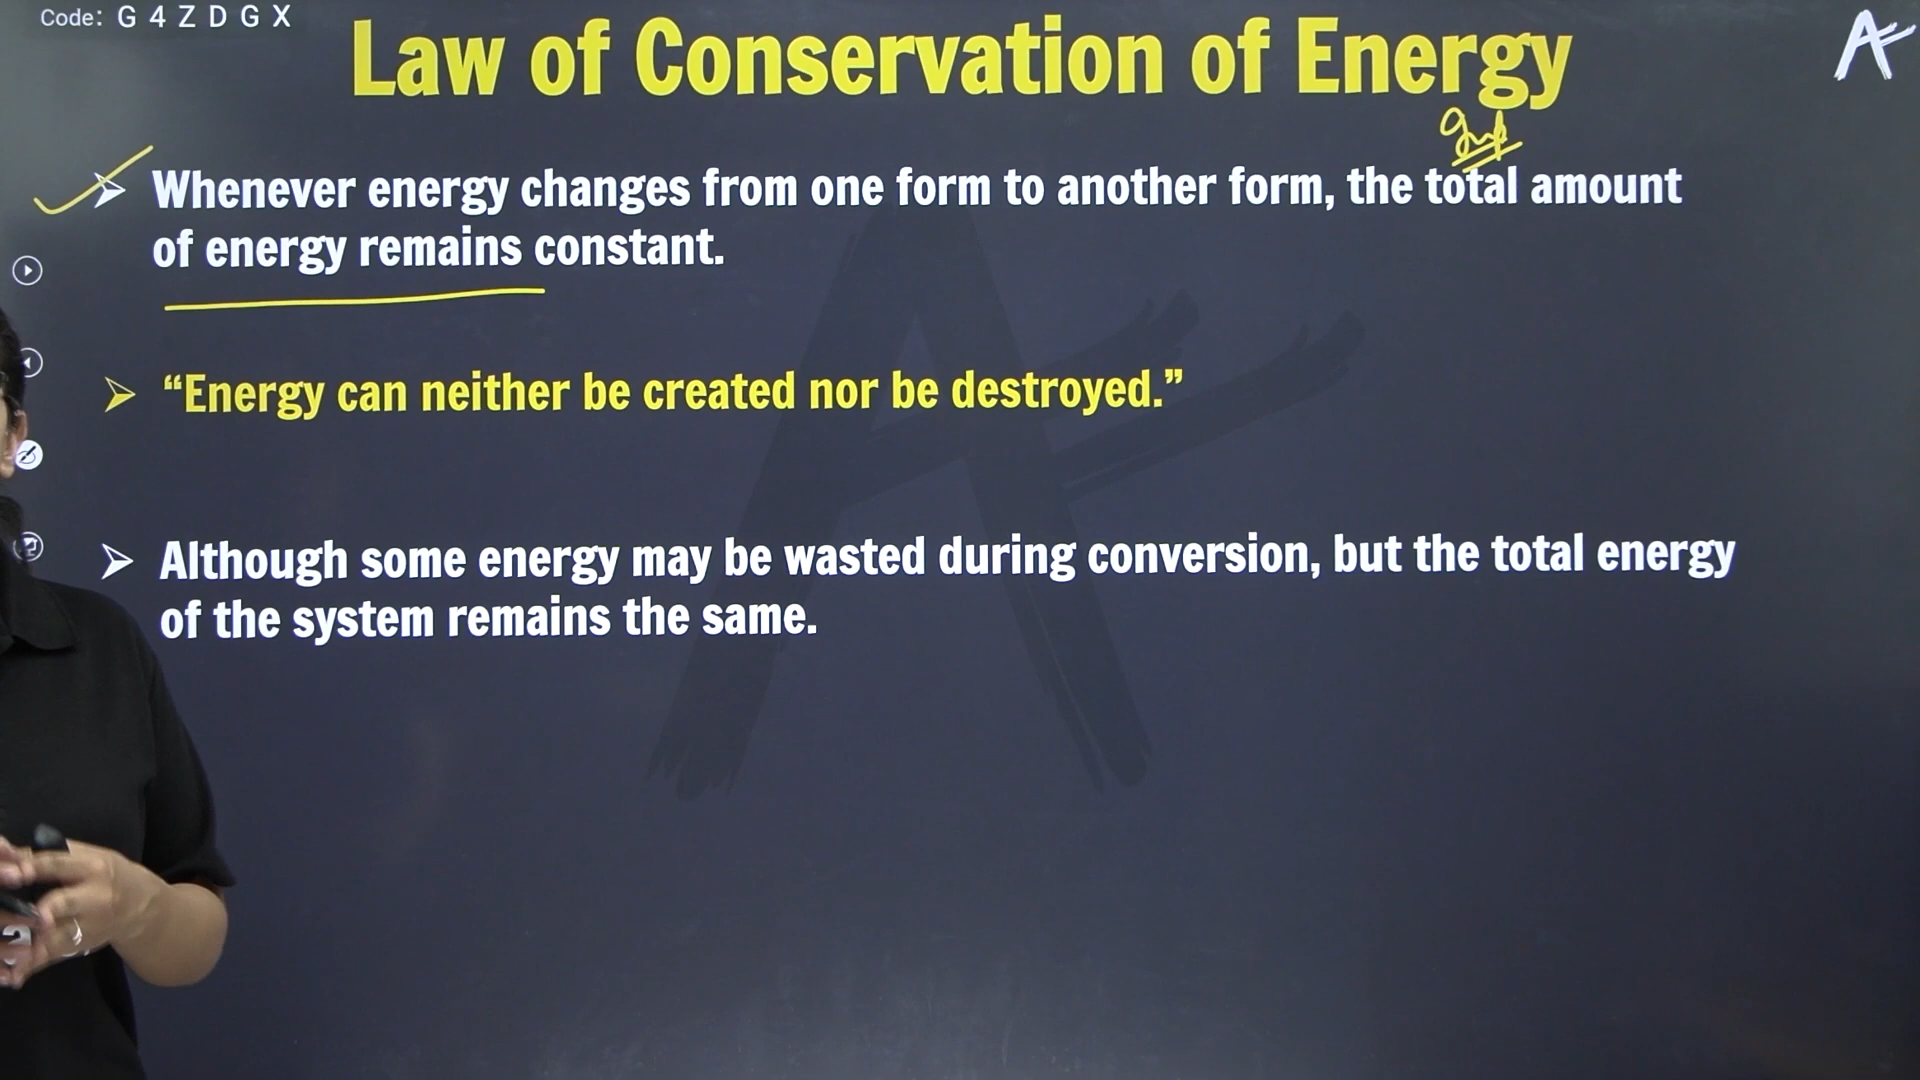 Code: G 4 Z D G X
Law of Conservation of Energy
Imp
➢ Whenever energy changes from one form to another form, the total amount
of energy remains constant.
➢ “Energy can neither be created nor be destroyed.”
➢ Although some energy may be wasted during conversion, but the total energy
of the system remains the same.